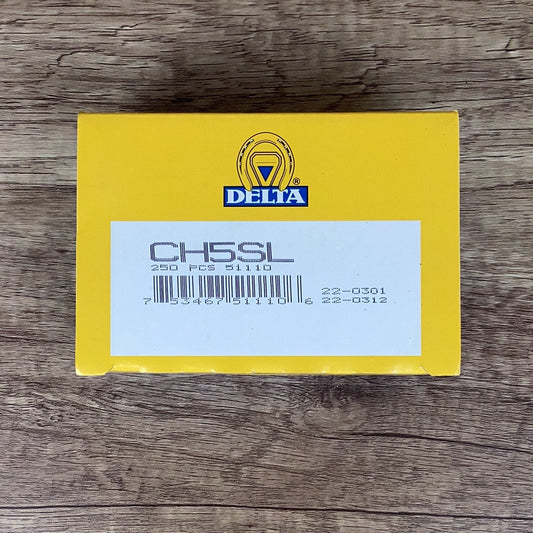 DELTA ®
CH5SL
250 PCS 51110
7 53467 51110 6
22-0301
22-0312